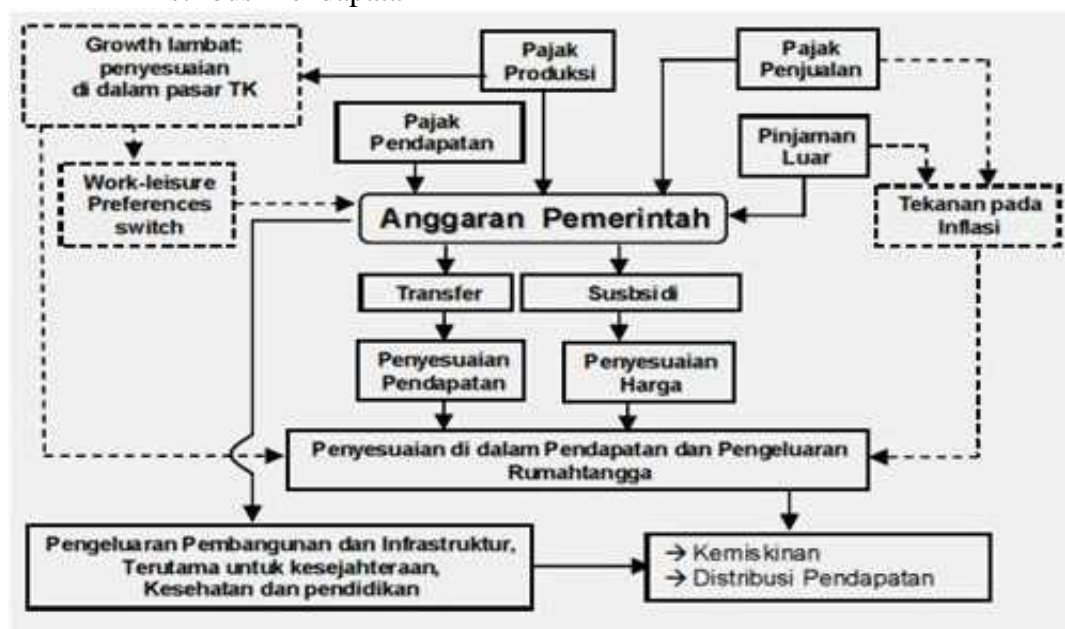 Growth lambat:
penyesuaian
di dalam pasar TK
Pajak
Produksi
Pajak
Penjualan
Pajak
Pendapatan
Pinjaman
Luar
Work-leisure
Preferences
switch
Anggaran Pemerintah
Tekanan pada
Inflasi
Transfer
Susbsidi
Penyesuaian
Pendapatan
Penyesuaian
Harga
Penyesuaian di dalam Pendapatan dan Pengeluaran
Rumahtangga
Pengeluaran Pembangunan dan Infrastruktur,
Terutama untuk kesejahteraan,
Kesehatan dan pendidikan
→ Kemiskinan
→ Distribusi Pendapatan